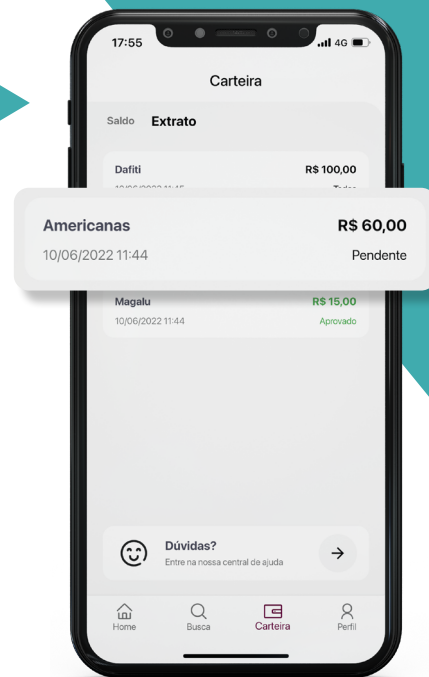 17:55
4G
Carteira
Saldo Extrato
Dafiti R$ 100,00
Americanas R$ 60,00
10/06/2022 11:44 Pendente
Magalu R$ 15,00
10/06/2022 11:44 Aprovado
Dúvidas?
Entre na nossa central de ajuda
Home Busca Carteira Perfil